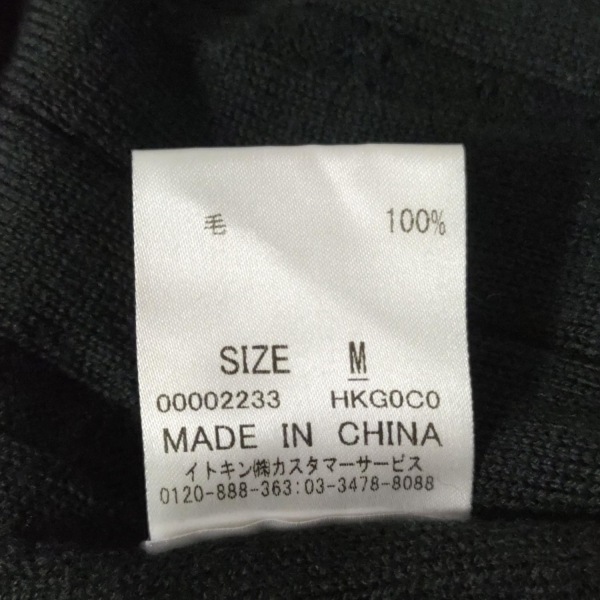 毛 100%
SIZE M
00002233 HKG0C0
MADE IN CHINA
イトキン㈱カスタマーサービス
0120-888-363:03-3478-8088